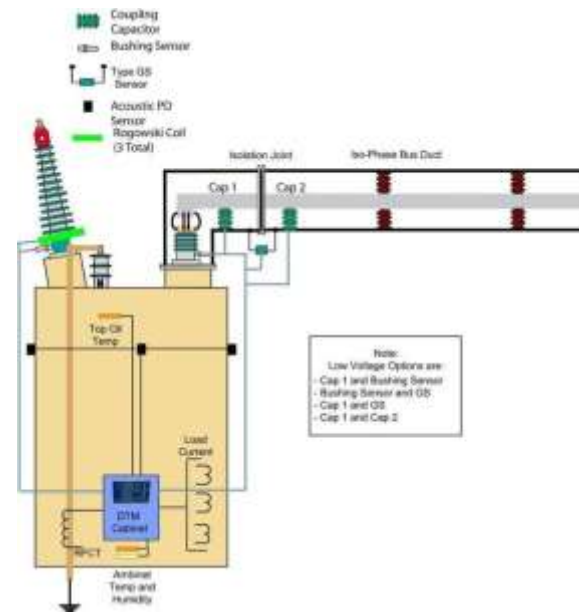 Coupling
Capacitor
Bushing Sensor
Type GS
Sensor
Acoustic PD
Sensor
Rogowski Coil
(3 Total)
Isolation Joint
Iso-Phase Bus Duct
Cap 1
Cap 2
Top Oil
Temp
Note:
Low Voltage Options are
- Cap 1 and Bushing Sensor
- Bushing Sensor and GS
- Cap 1 and GS
- Cap 1 and Cap 2
Load
Current
DTM
Cabinet
RFCT
Ambinet
Temp and
Humidity